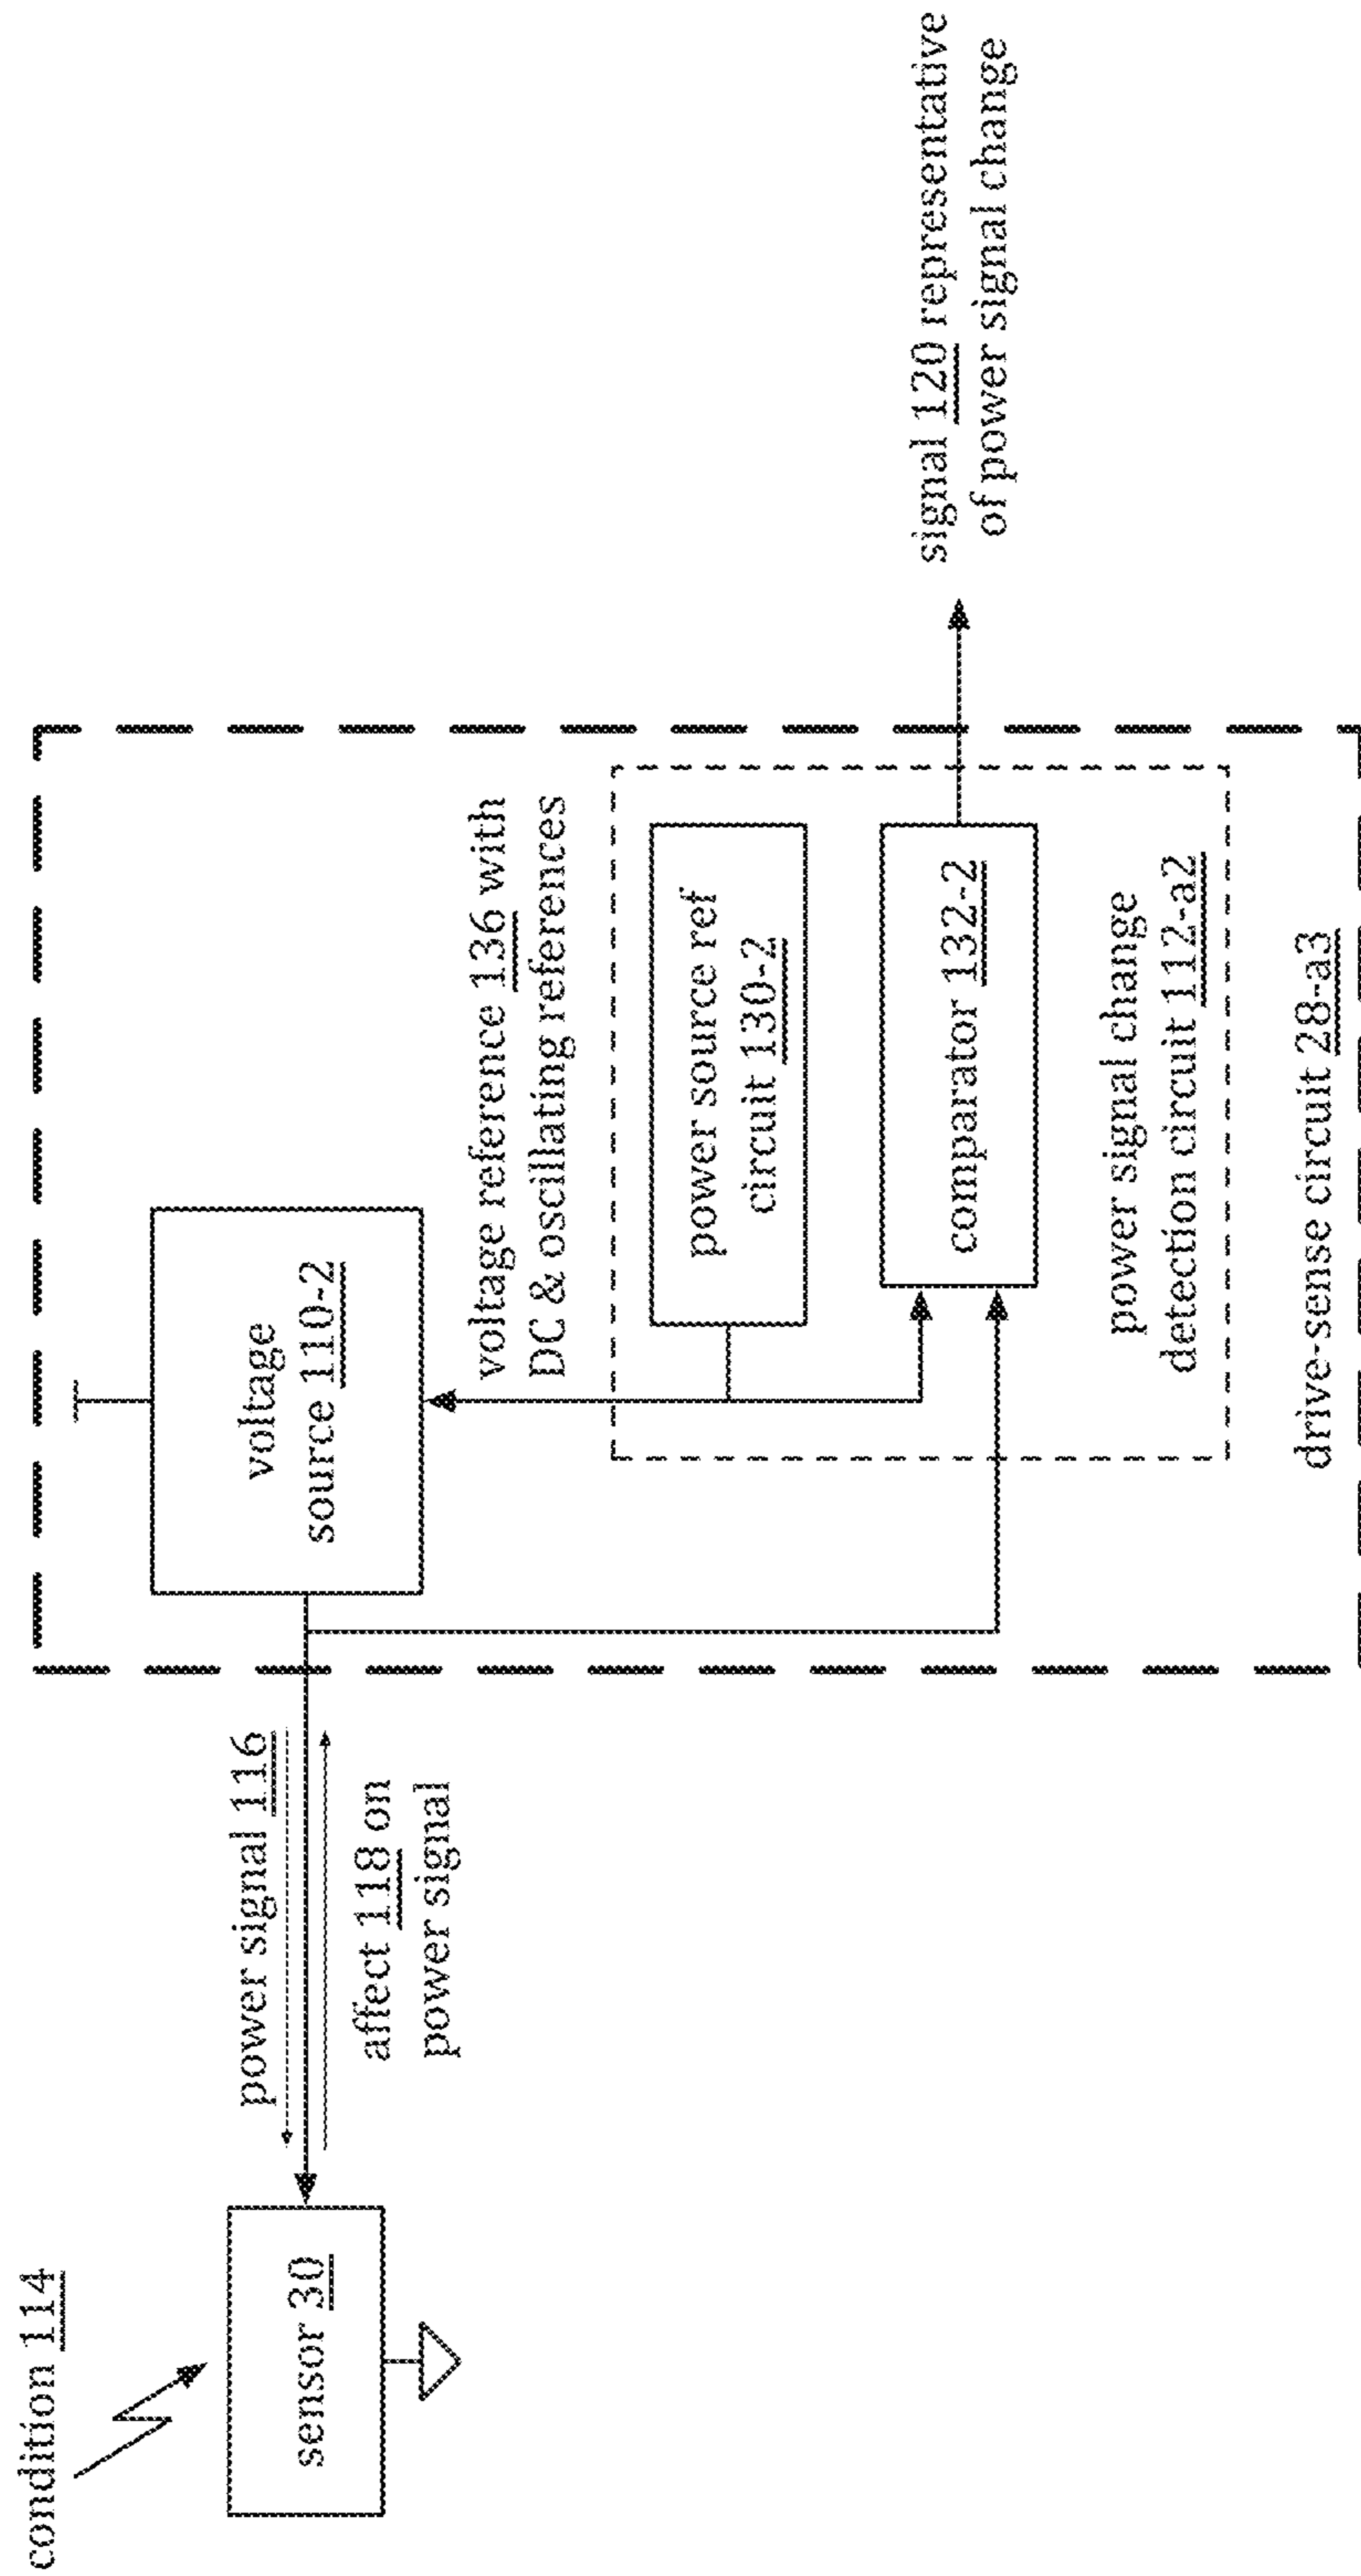 condition 114
sensor 30
power signal 116
affect 118 on
power signal
voltage
source 110-2
voltage reference 136 with
DC & oscillating references
power source ref
circuit 130-2
comparator 132-2
power signal change
detection circuit 112-a2
drive-sense circuit 28-a3
signal 120 representative
of power signal change